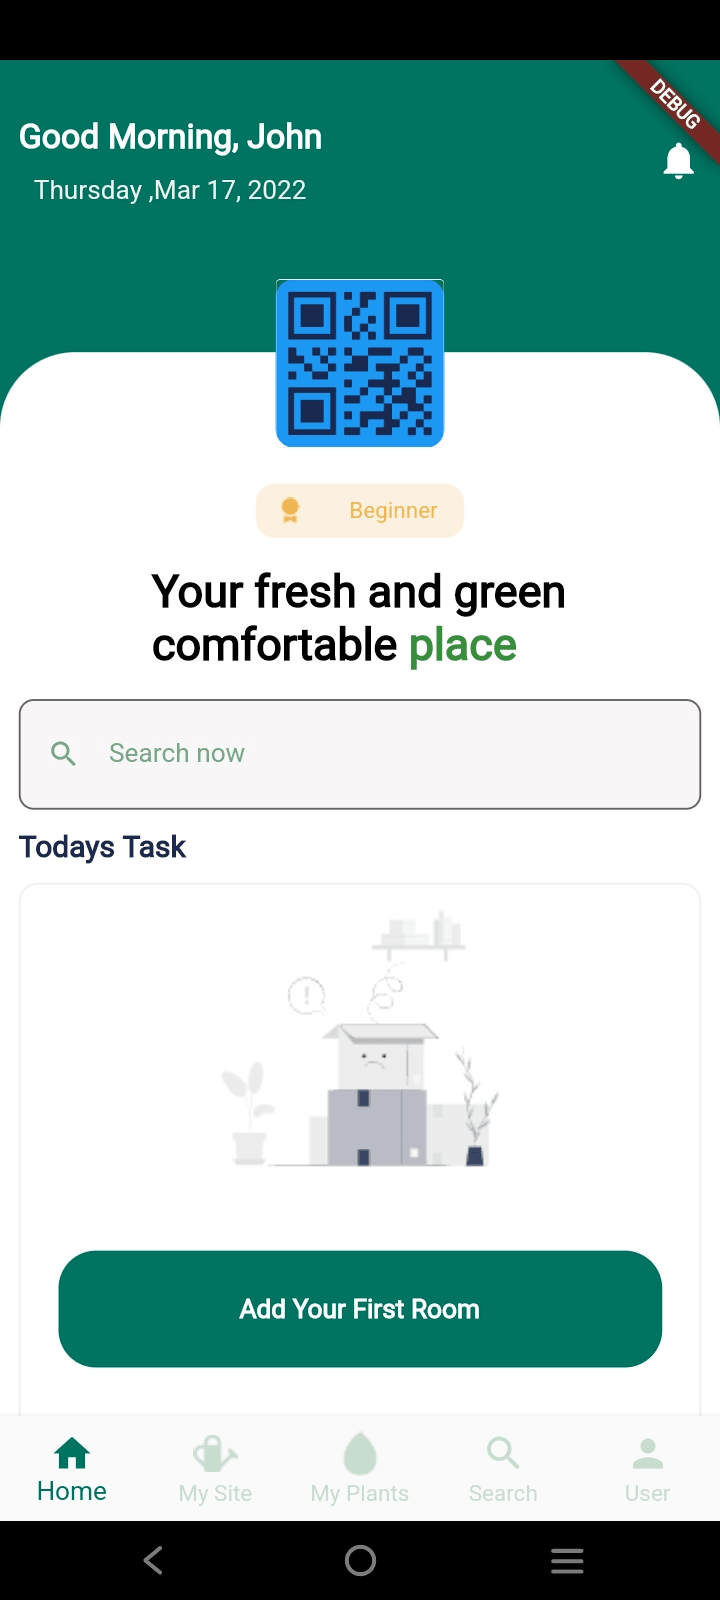 DEBUG
Good Morning, John
Thursday ,Mar 17, 2022
Beginner
Your fresh and green
comfortable place
Search now
Todays Task
!
Add Your First Room
Home
My Site
My Plants
Search
User